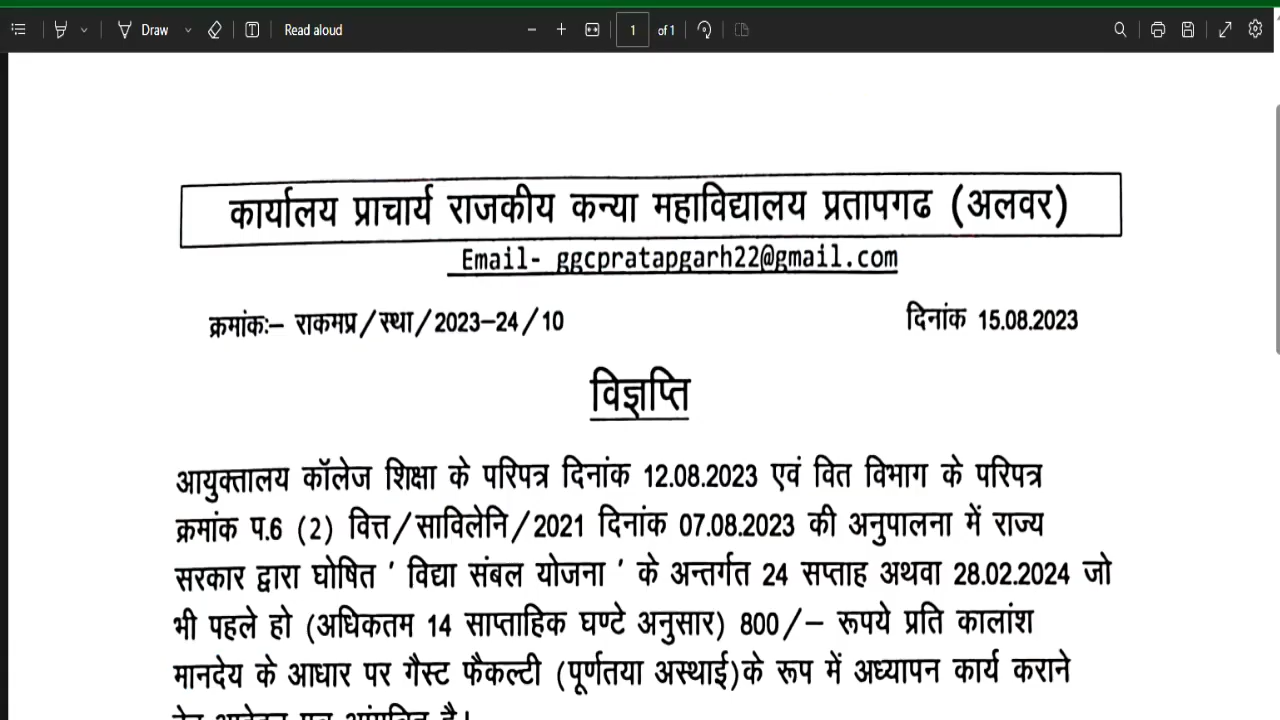 Draw
Read aloud
1
of 1
कार्यालय प्राचार्य राजकीय कन्या महाविद्यालय प्रतापगढ (अलवर)
Email- ggcpratapgarh22@gmail.com
क्रमांकः– राकमप्र/स्था/2023–24/10
दिनांक 15.08.2023
विज्ञप्ति
आयुक्तालय कॉलेज शिक्षा के परिपत्र दिनांक 12.08.2023 एवं वित विभाग के परिपत्र
क्रमांक प.6 (2) वित्त/साविलेनि/2021 दिनांक 07.08.2023 की अनुपालना में राज्य
सरकार द्वारा घोषित ' विद्या संबल योजना ' के अन्तर्गत 24 सप्ताह अथवा 28.02.2024 जो
भी पहले हो (अधिकतम 14 साप्ताहिक घण्टे अनुसार) 800/– रूपये प्रति कालांश
मानदेय के आधार पर गैस्ट फैकल्टी (पूर्णतया अस्थाई)के रूप में अध्यापन कार्य कराने